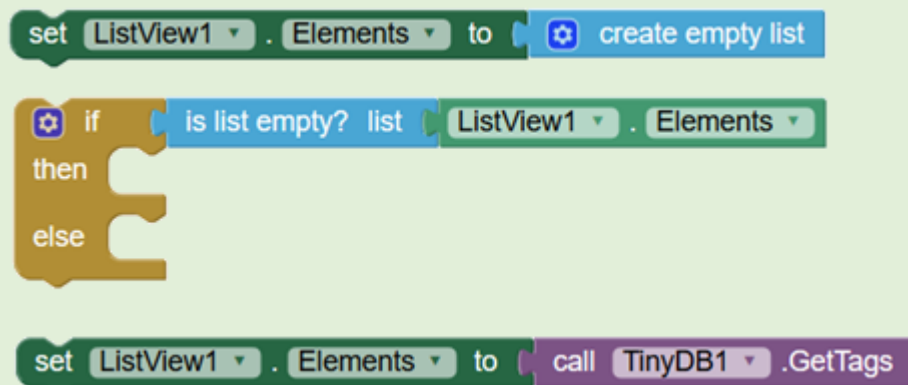 set ListView1 . Elements to create empty list
if is list empty? list ListView1 . Elements
then
else
set ListView1 . Elements to call TinyDB1 .GetTags